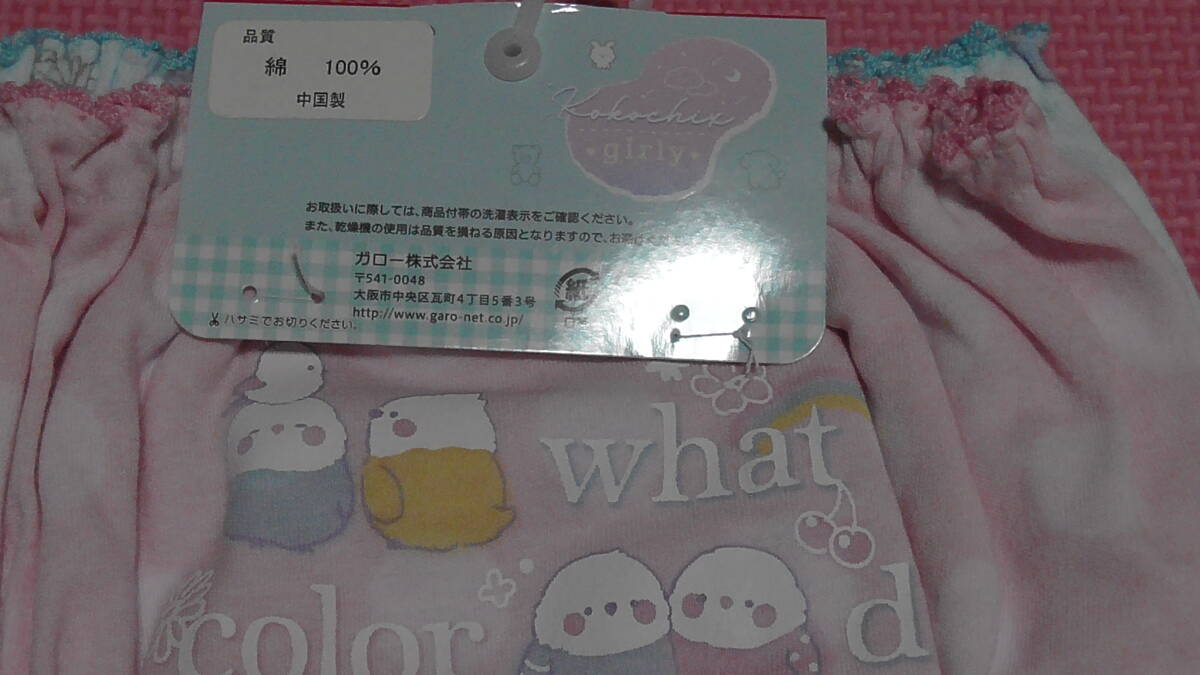 品質
綿 100%
中国製
Kokochix
girly
お取扱いに際しては、商品付帯の洗濯表示をご確認ください。
また、乾燥機の使用は品質を損ねる原因となりますので、お
ガロー株式会社
〒541-0048
大阪市中央区瓦町4丁目5番3号
http://www.garo-net.co.jp/
紙
ハサミでお切りください。
what
color d